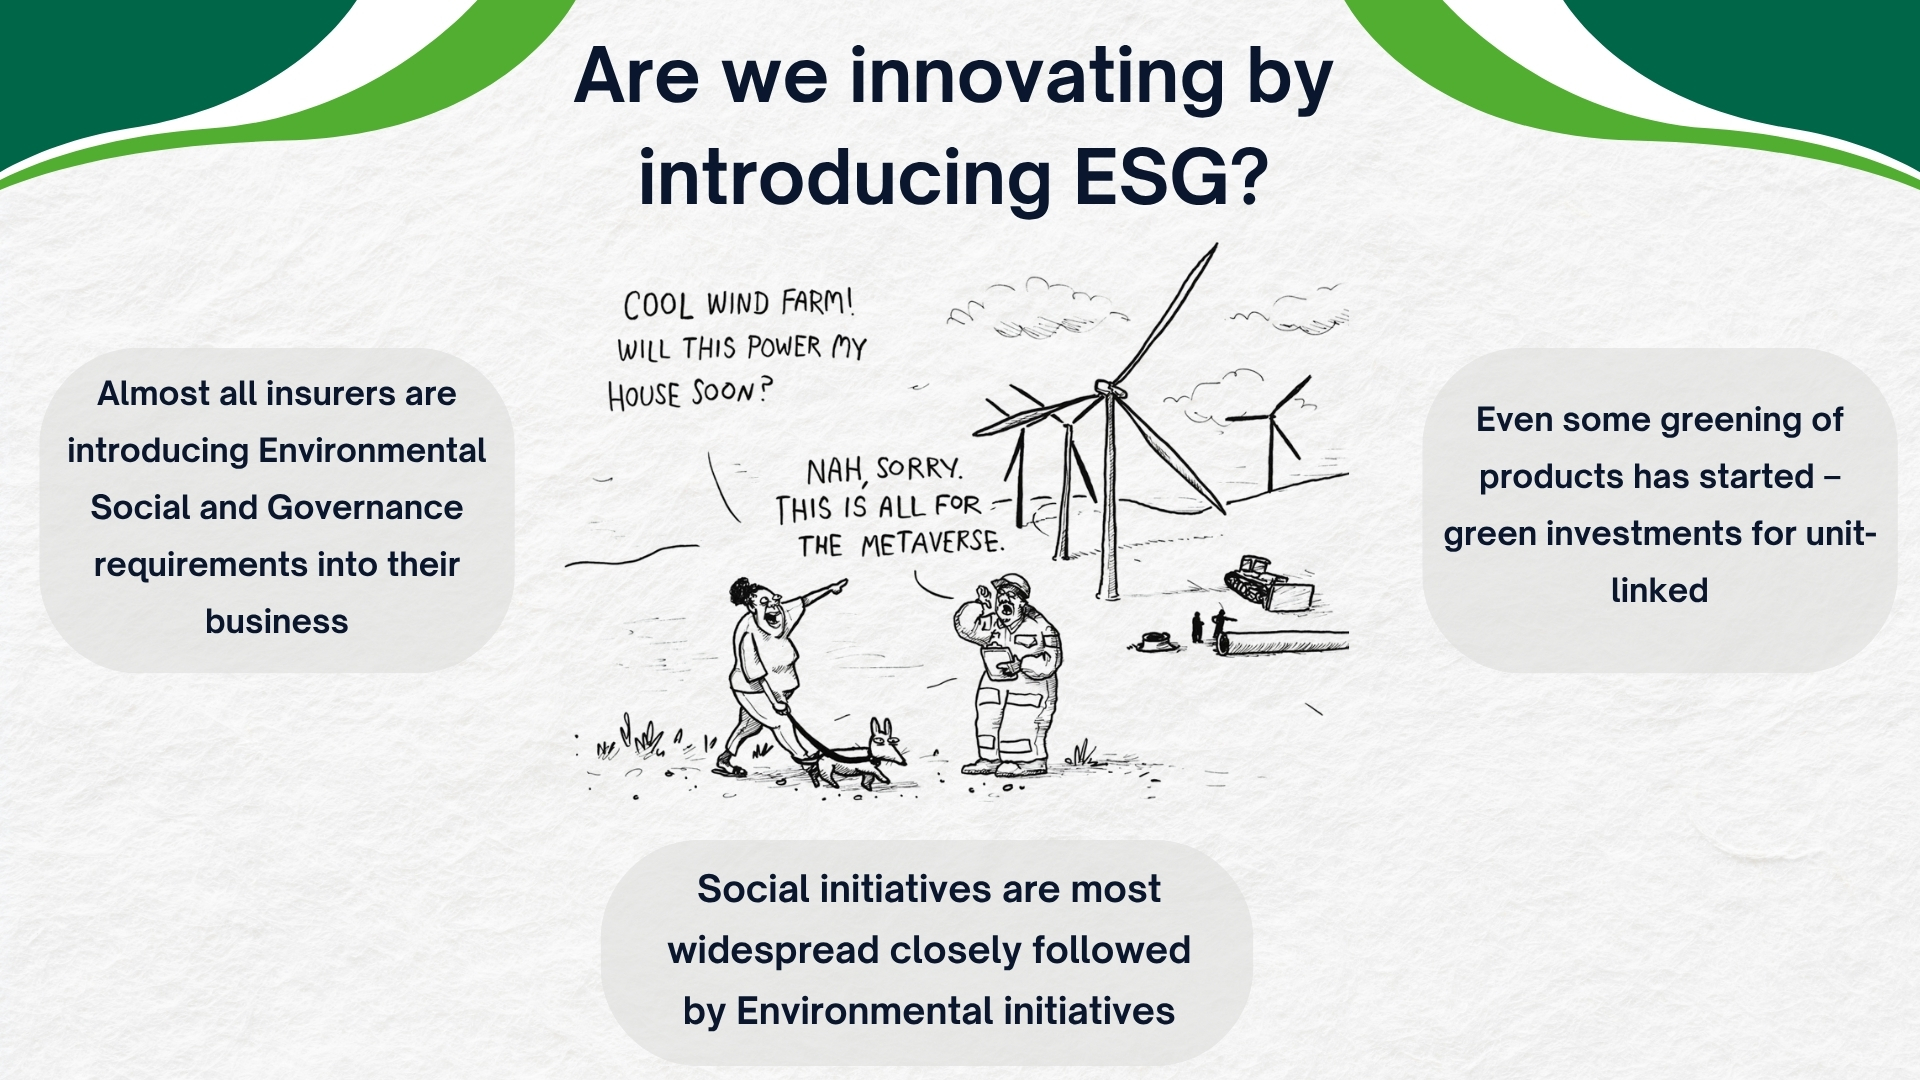 Are we innovating by
introducing ESG?
COOL WIND FARM!
WILL THIS POWER MY
HOUSE SOON?
NAH, SORRY.
THIS IS ALL FOR
THE METAVERSE.
Almost all insurers are
introducing Environmental
Social and Governance
requirements into their
business
Even some greening of
products has started –
green investments for unit-
linked
Social initiatives are most
widespread closely followed
by Environmental initiatives